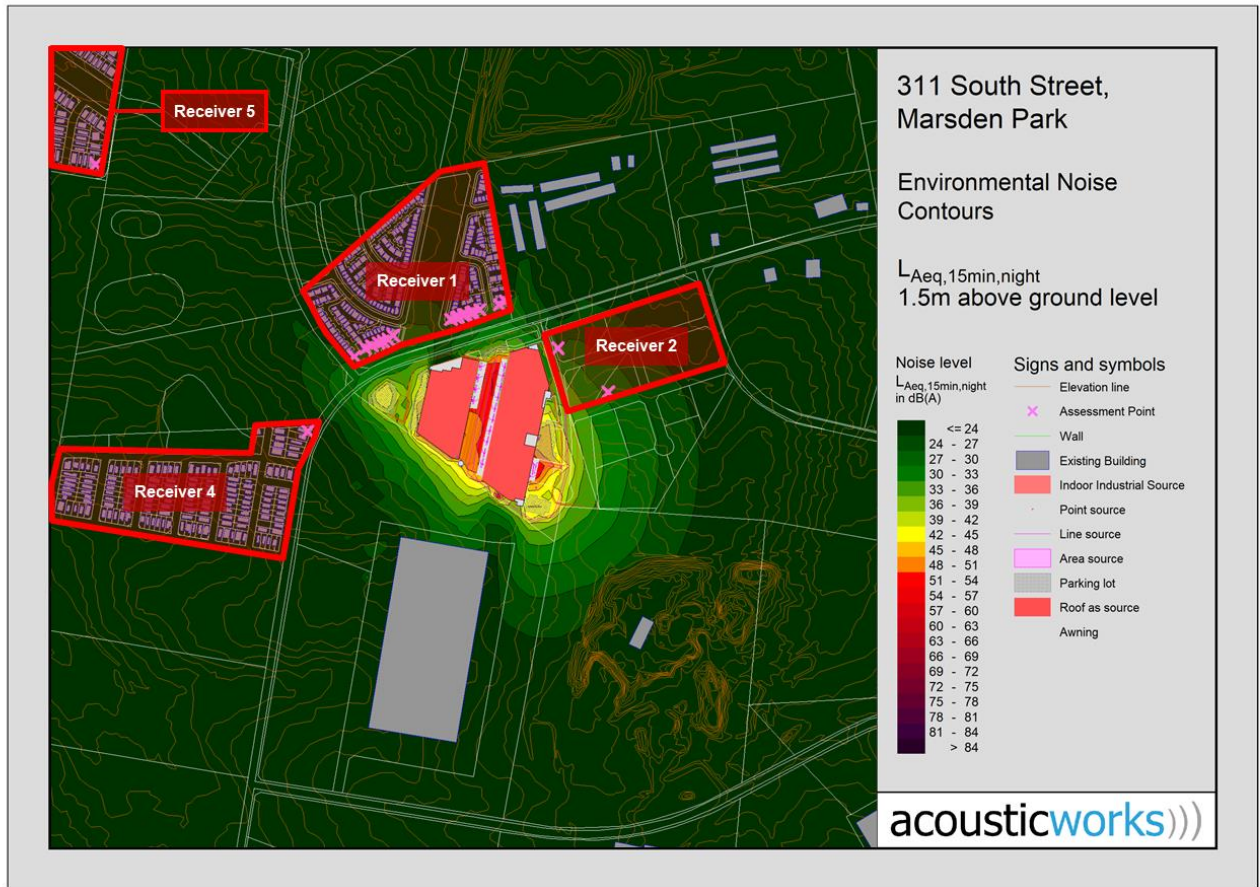 Receiver 5
Receiver 1
Receiver 2
Receiver 4
311 South Street,
Marsden Park
Environmental Noise
Contours
LAeq,15min,night
1.5m above ground level
Noise level
LAeq,15min,night
in dB(A)
<= 24
24 - 27
27 - 30
30 - 33
33 - 36
36 - 39
39 - 42
42 - 45
45 - 48
48 - 51
51 - 54
54 - 57
57 - 60
60 - 63
63 - 66
66 - 69
69 - 72
72 - 75
75 - 78
78 - 81
81 - 84
> 84
Signs and symbols
Elevation line
Assessment Point
Wall
Existing Building
Indoor Industrial Source
Point source
Line source
Area source
Parking lot
Roof as source
Awning
acousticworks)))